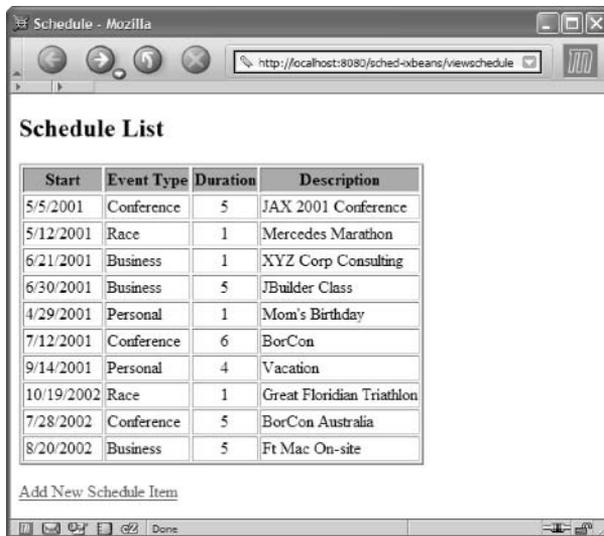 Schedule - Mozilla
http://localhost:8080/sched-ixbeans/viewschedule
Schedule List
Start Event Type Duration Description
5/5/2001 Conference 5 JAX 2001 Conference
5/12/2001 Race 1 Mercedes Marathon
6/21/2001 Business 1 XYZ Corp Consulting
6/30/2001 Business 5 JBuilder Class
4/29/2001 Personal 1 Mom's Birthday
7/12/2001 Conference 6 BorCon
9/14/2001 Personal 4 Vacation
10/19/2002 Race 1 Great Floridian Triathlon
7/28/2002 Conference 5 BorCon Australia
8/20/2002 Business 5 Ft Mac On-site
Add New Schedule Item
Done